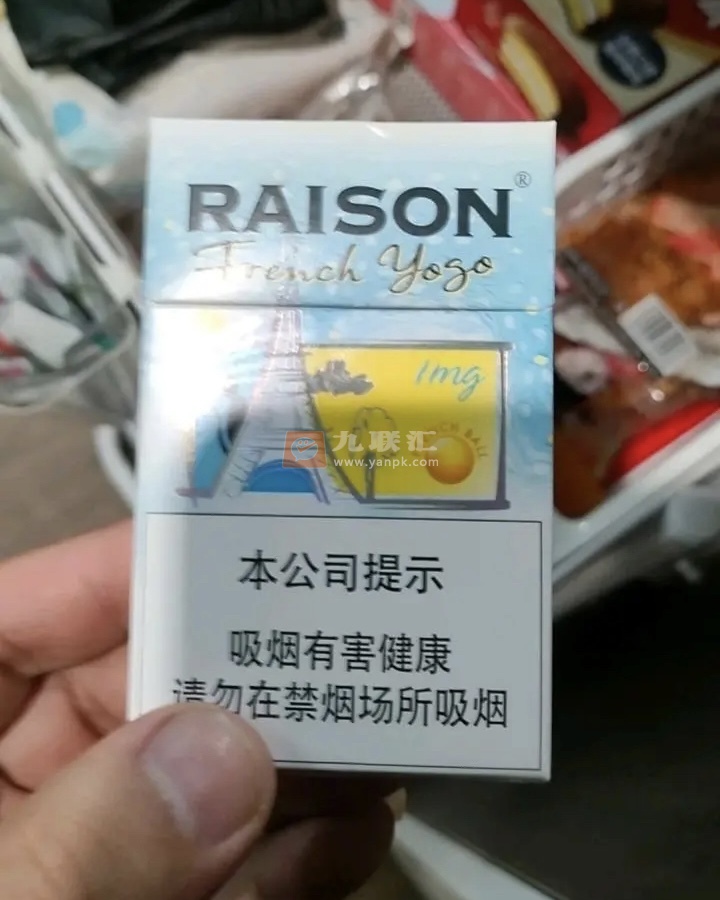 RAISON®
French Yogo
1mg
九联汇
www.yanpk.com
本公司提示
吸烟有害健康
请勿在禁烟场所吸烟